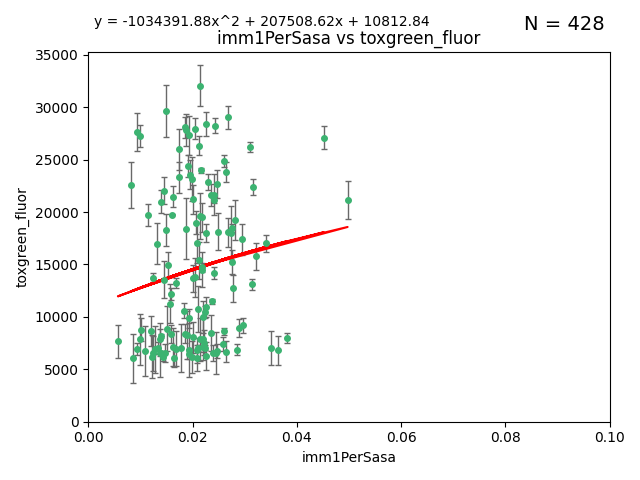 y = -1034391.88x^2 + 207508.62x + 10812.84
N = 428
imm1PerSasa vs toxgreen_fluor
35000
30000
25000
20000
15000
10000
5000
0
toxgreen_fluor
0.00 0.02 0.04 0.06 0.08 0.10
imm1PerSasa